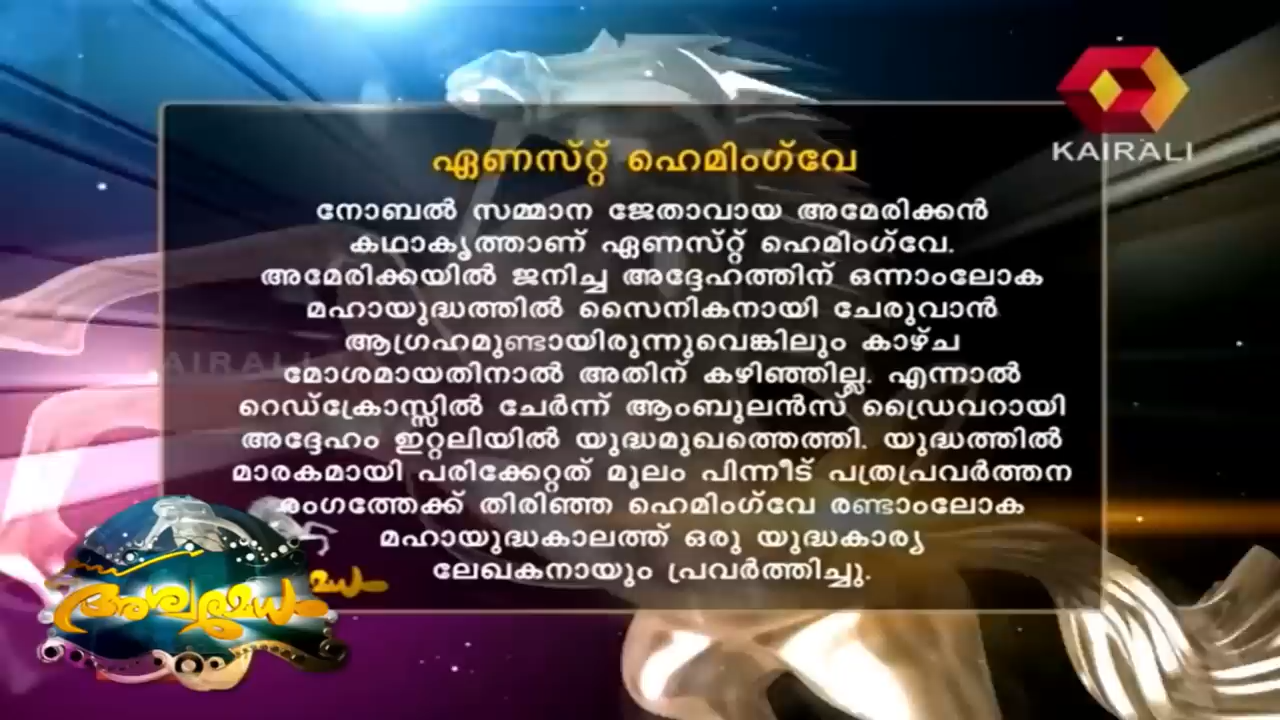 KAIRALI
ഏണസ്റ്റ് ഹെമിംഗ്‌വേ
നോബൽ സമ്മാന ജേതാവായ അമേരിക്കൻ
കഥാകൃത്താണ് ഏണസ്റ്റ് ഹെമിംഗ്‌വേ.
അമേരിക്കയിൽ ജനിച്ച അദ്ദേഹത്തിന് ഒന്നാംലോക
മഹായുദ്ധത്തിൽ സൈനികനായി ചേരുവാൻ
ആഗ്രഹമുണ്ടായിരുന്നുവെങ്കിലും കാഴ്ച
മോശമായതിനാൽ അതിന് കഴിഞ്ഞില്ല. എന്നാൽ
റെഡ്ക്രോസ്സിൽ ചേർന്ന് ആംബുലൻസ് ഡ്രൈവറായി
അദ്ദേഹം ഇറ്റലിയിൽ യുദ്ധമുഖത്തെത്തി. യുദ്ധത്തിൽ
മാരകമായി പരിക്കേറ്റത് മൂലം പിന്നീട് പത്രപ്രവർത്തന
രംഗത്തേക്ക് തിരിഞ്ഞ ഹെമിംഗ്‌വേ രണ്ടാംലോക
മഹായുദ്ധകാലത്ത് ഒരു യുദ്ധകാര്യ
ലേഖകനായും പ്രവർത്തിച്ചു.
അശ്വമേധം